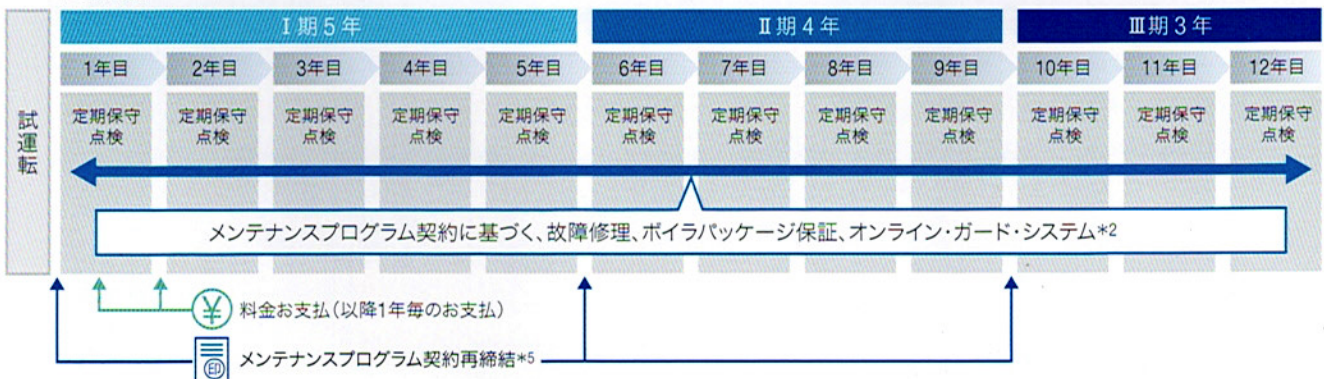 試運転
Ⅰ期5年
Ⅱ期4年
Ⅲ期3年
1年目
2年目
3年目
4年目
5年目
6年目
7年目
8年目
9年目
10年目
11年目
12年目
定期保守
点検
定期保守
点検
定期保守
点検
定期保守
点検
定期保守
点検
定期保守
点検
定期保守
点検
定期保守
点検
定期保守
点検
定期保守
点検
定期保守
点検
定期保守
点検
メンテナンスプログラム契約に基づく、故障修理、ボイラパッケージ保証、オンライン・ガード・システム*2
¥ 料金お支払(以降1年毎のお支払)
印 メンテナンスプログラム契約再締結*5